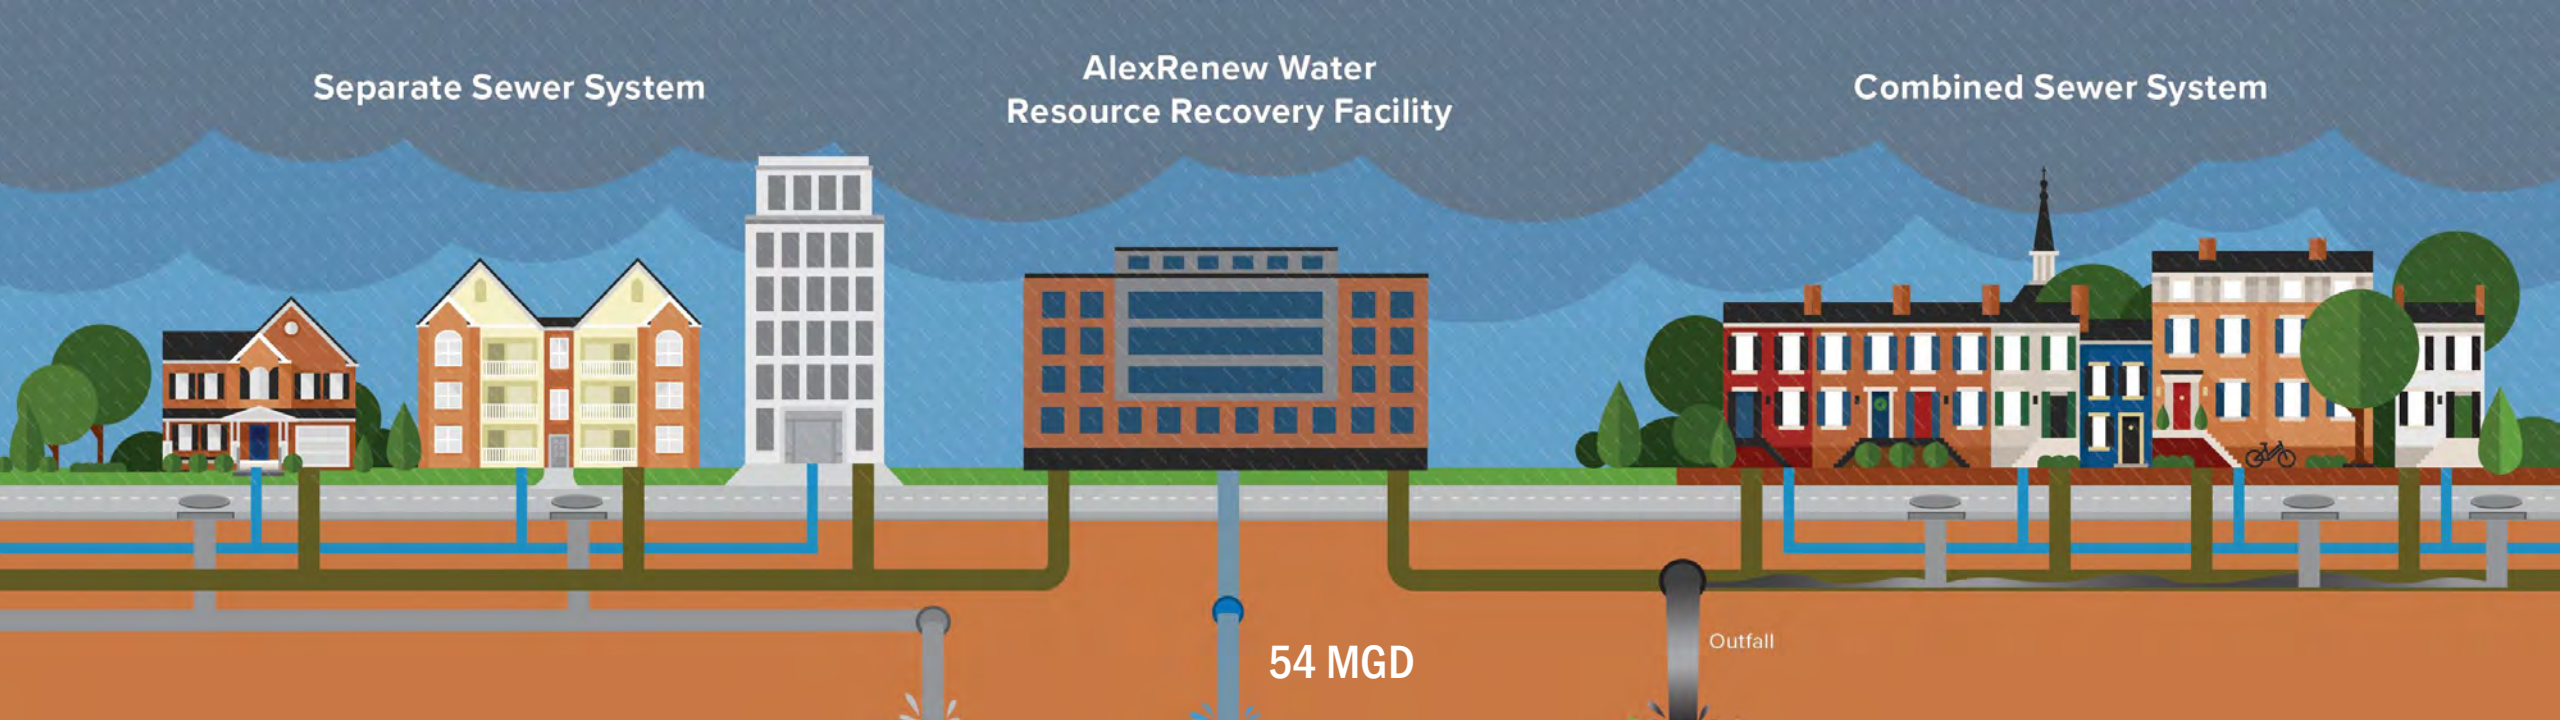 Separate Sewer System
AlexRenew Water
Resource Recovery Facility
Combined Sewer System
Outfall
54 MGD